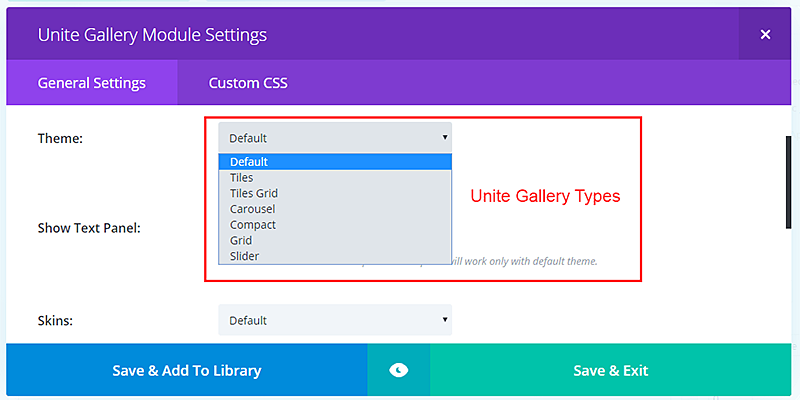 Unite Gallery Module Settings
General Settings
Custom CSS
Theme:
Default
Default
Tiles
Tiles Grid
Carousel
Compact
Grid
Slider
Unite Gallery Types
Show Text Panel:
will work only with default theme.
Skins:
Default
Save & Add To Library
Save & Exit